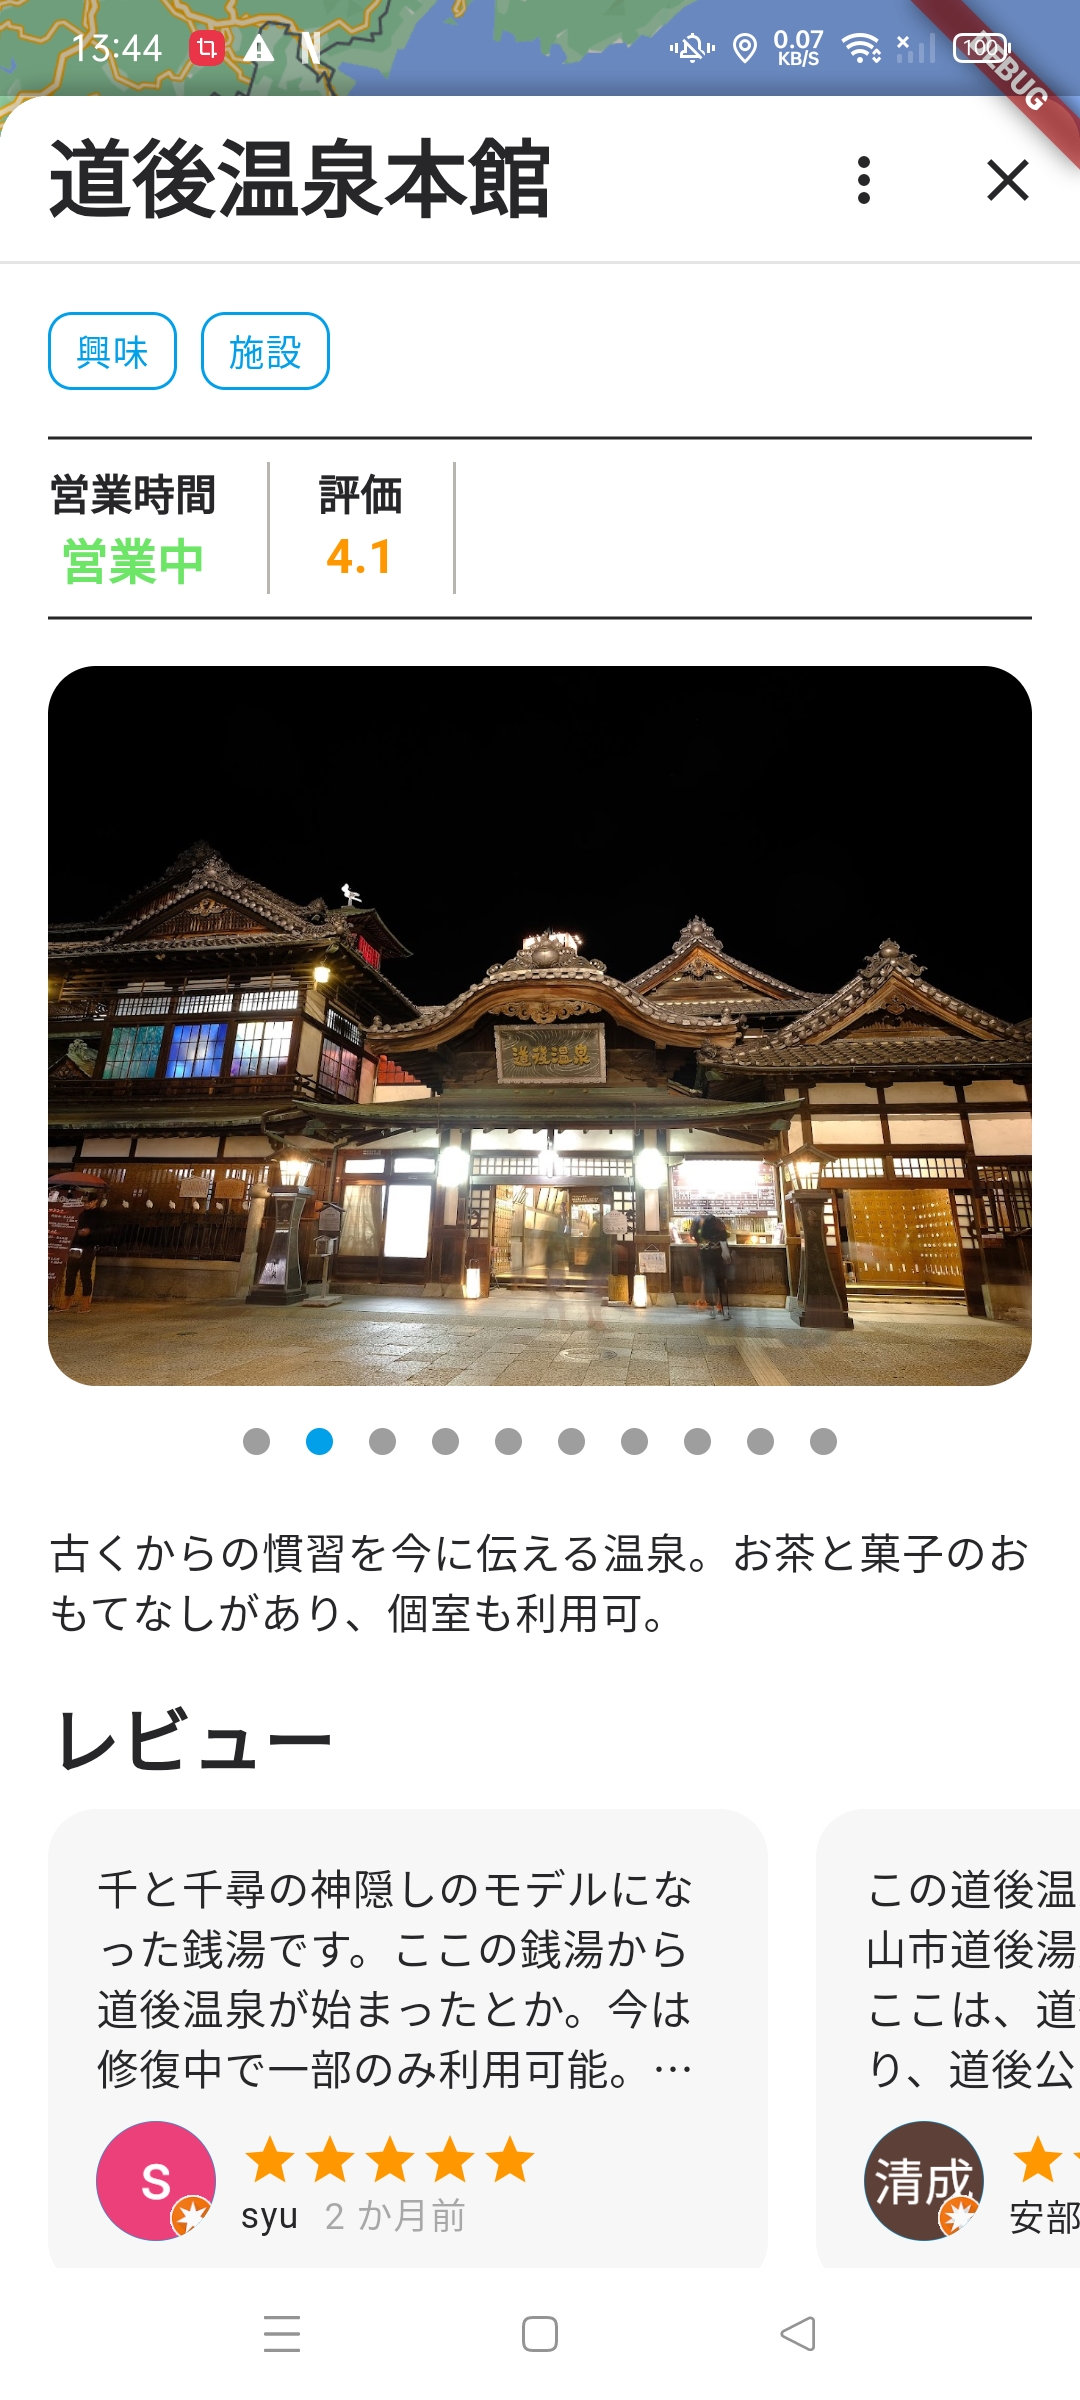 13:44
0.07
KB/S
100
DEBUG
道後温泉本館
興味
施設
営業時間
営業中
評価
4.1
道後温泉
古くからの慣習を今に伝える温泉。お茶と菓子のお
もてなしがあり、個室も利用可。
レビュー
千と千尋の神隠しのモデルにな
った銭湯です。ここの銭湯から
道後温泉が始まったとか。今は
修復中で一部のみ利用可能。…
S
syu 2 か月前
この道後温
山市道後湯
ここは、道
り、道後公
清成
安部